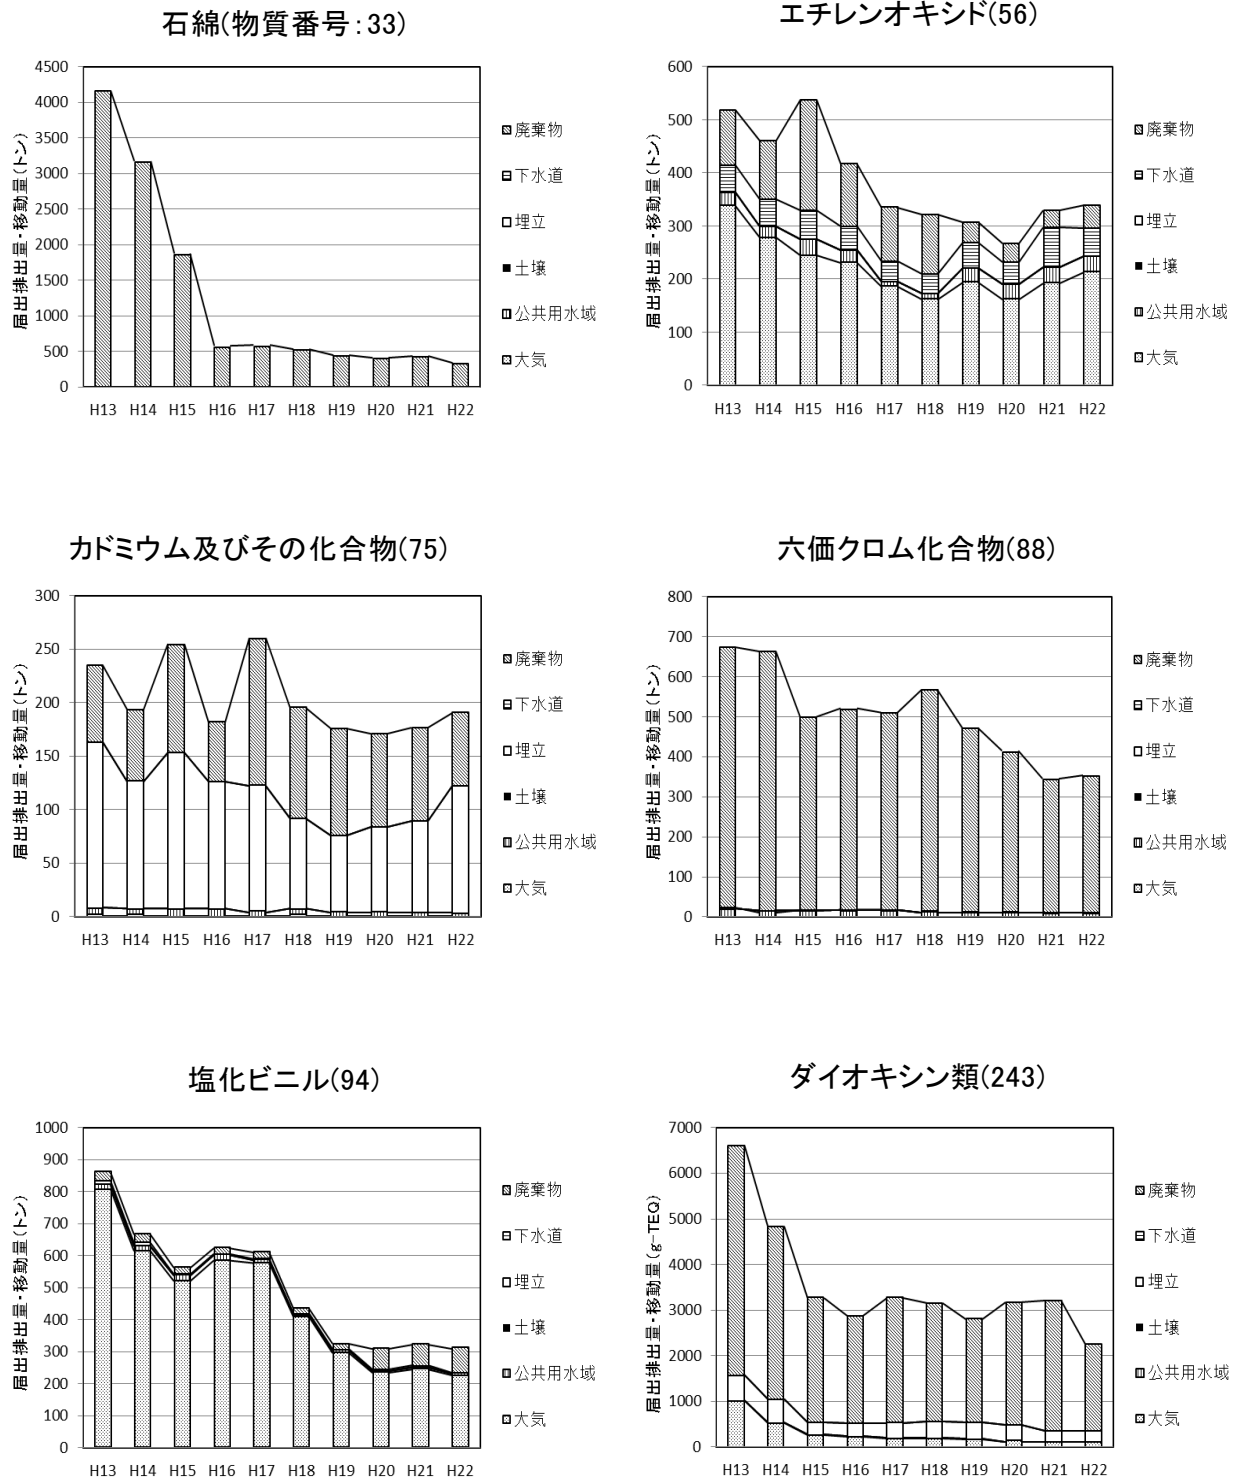 石綿(物質番号:33)
届出排出量・移動量(トン)
4500
4000
3500
3000
2500
2000
1500
1000
500
0
H13 H14 H15 H16 H17 H18 H19 H20 H21 H22
廃棄物
下水道
埋立
土壌
公共用水域
大気
エチレンオキシド(56)
届出排出量・移動量(トン)
600
500
400
300
200
100
0
H13 H14 H15 H16 H17 H18 H19 H20 H21 H22
廃棄物
下水道
埋立
土壌
公共用水域
大気
カドミウム及びその化合物(75)
届出排出量・移動量(トン)
300
250
200
150
100
50
0
H13 H14 H15 H16 H17 H18 H19 H20 H21 H22
廃棄物
下水道
埋立
土壌
公共用水域
大気
六価クロム化合物(88)
届出排出量・移動量(トン)
800
700
600
500
400
300
200
100
0
H13 H14 H15 H16 H17 H18 H19 H20 H21 H22
廃棄物
下水道
埋立
土壌
公共用水域
大気
塩化ビニル(94)
届出排出量・移動量(トン)
1000
900
800
700
600
500
400
300
200
100
0
H13 H14 H15 H16 H17 H18 H19 H20 H21 H22
廃棄物
下水道
埋立
土壌
公共用水域
大気
ダイオキシン類(243)
届出排出量・移動量(g-TEQ)
7000
6000
5000
4000
3000
2000
1000
0
H13 H14 H15 H16 H17 H18 H19 H20 H21 H22
廃棄物
下水道
埋立
土壌
公共用水域
大気